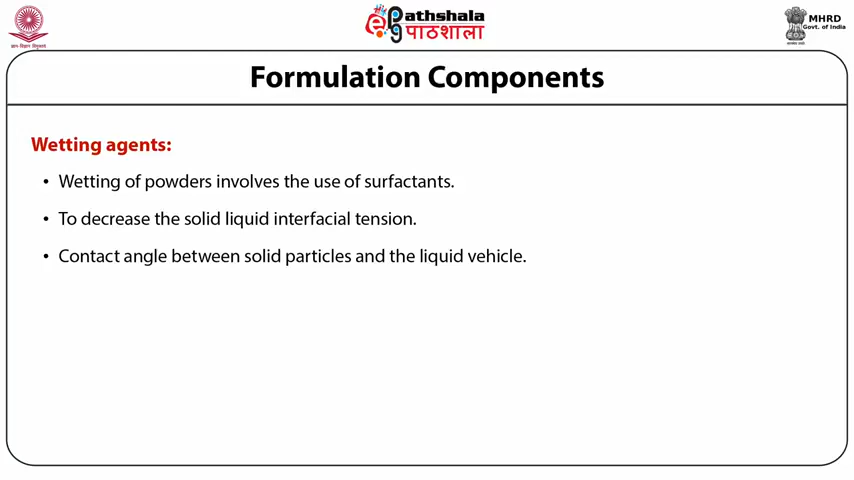 Pathshala
पाठशाला
MHRD
Govt. of India
Formulation Components
Wetting agents:
• Wetting of powders involves the use of surfactants.
• To decrease the solid liquid interfacial tension.
• Contact angle between solid particles and the liquid vehicle.